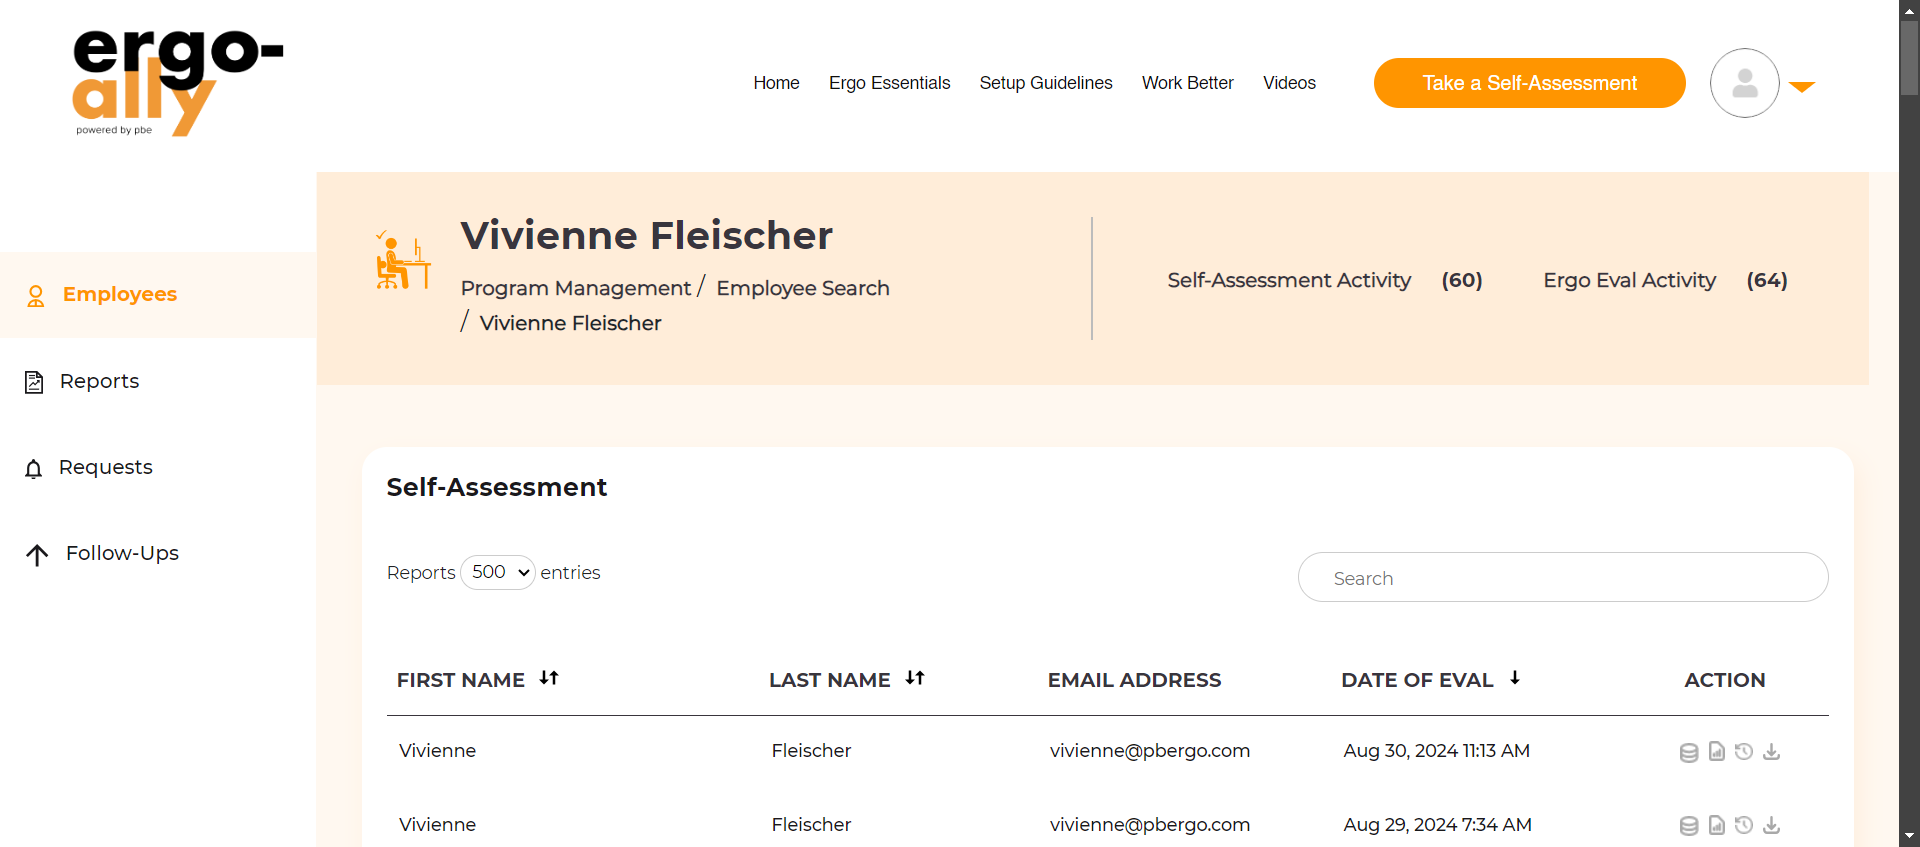 ergo-
ally
powered by pbe
Home Ergo Essentials Setup Guidelines Work Better Videos Take a Self-Assessment
Vivienne Fleischer
Program Management / Employee Search
/ Vivienne Fleischer
Self-Assessment Activity (60) Ergo Eval Activity (64)
Employees
Reports
Requests
Follow-Ups
Self-Assessment
Reports 500 entries
Search
FIRST NAME LAST NAME EMAIL ADDRESS DATE OF EVAL ACTION
Vivienne Fleischer vivienne@pbergo.com Aug 30, 2024 11:13 AM
Vivienne Fleischer vivienne@pbergo.com Aug 29, 2024 7:34 AM